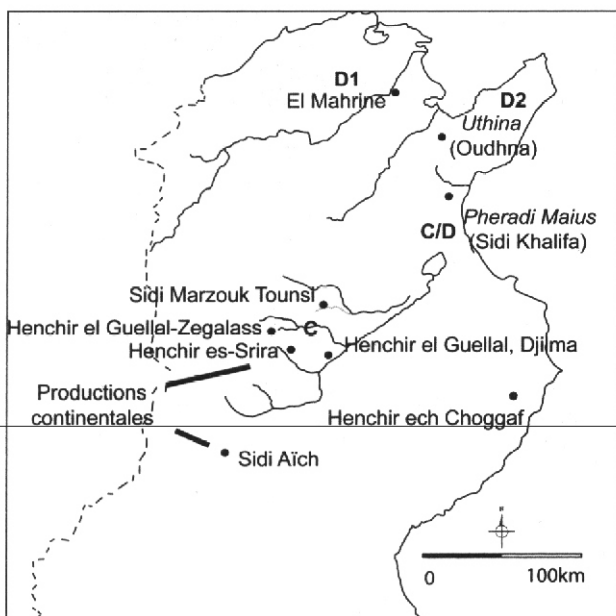 D1
El Mahrine
D2
Uthina
(Oudhna)
Pheradi Maius
C/D
(Sidi Khalifa)
Sidi Marzouk Tounsi
Henchir el Guellal-Zegalass
C
Henchir es-Srira
Henchir el Guellal, Djilma
Productions
continentales
Henchir ech Choggaf
Sidi Aïch
N
0
100km